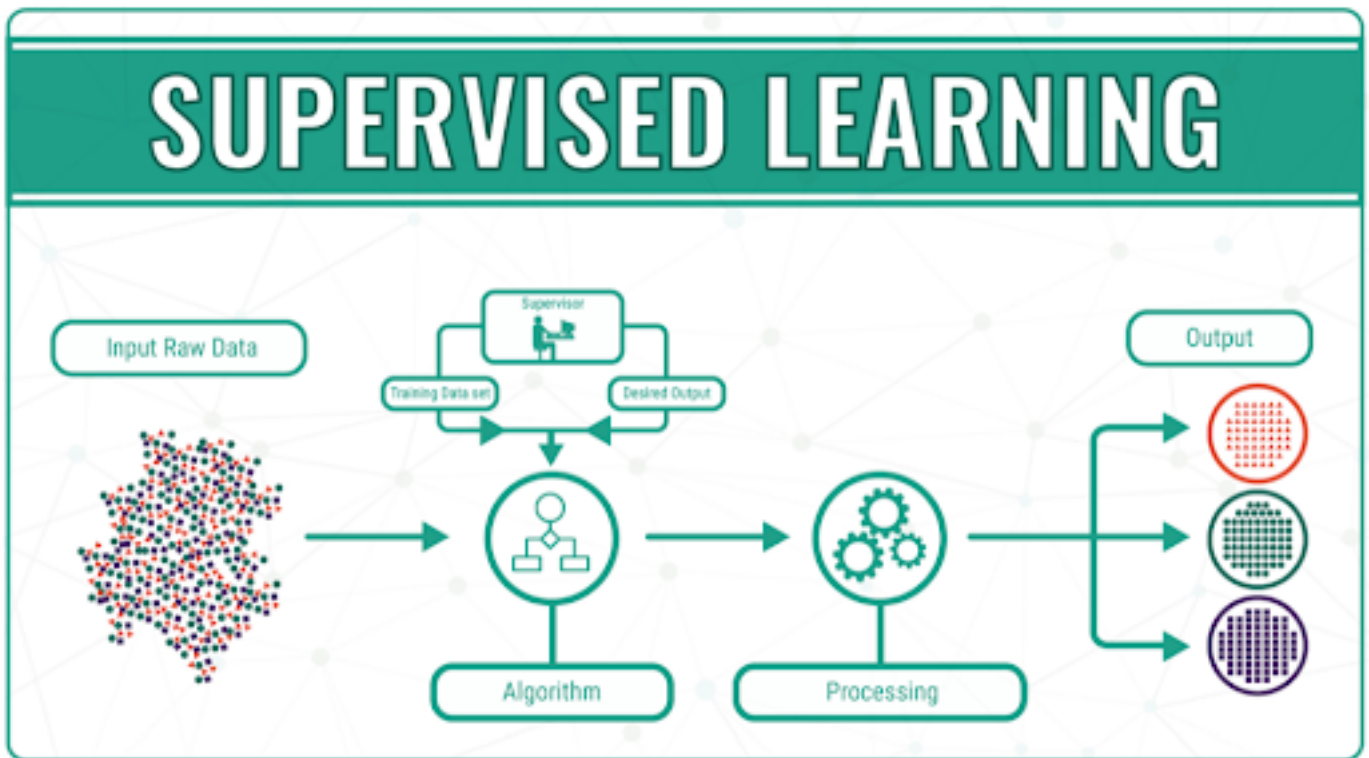 SUPERVISED LEARNING
Input Raw Data
Supervisor
Training Data set
Desired Output
Algorithm
Processing
Output